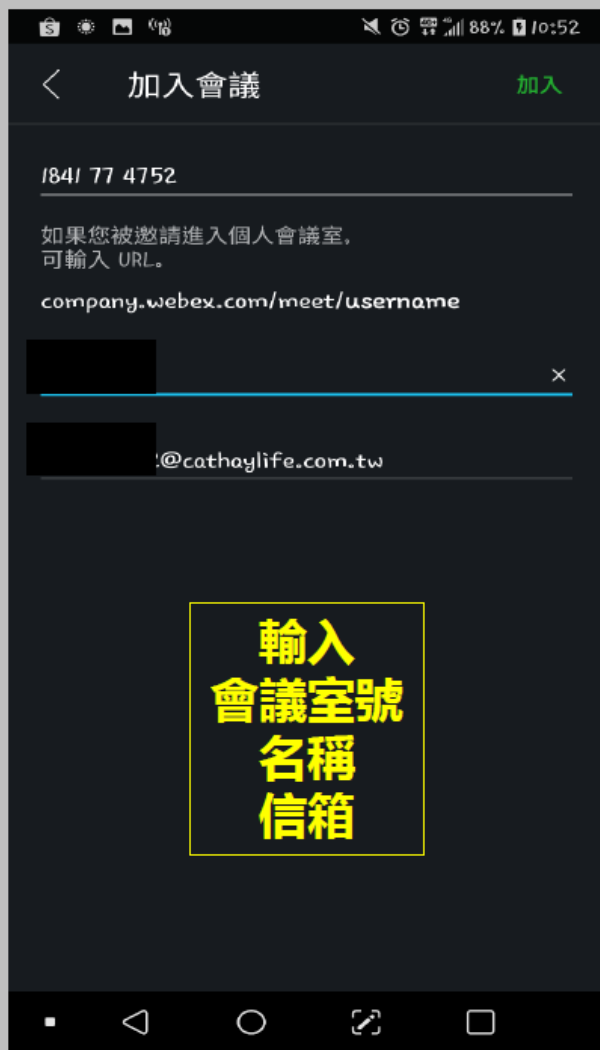 88% 10:52
加入會議 加入
1841 77 4752
如果您被邀請進入個人會議室,
可輸入 URL。
company.webex.com/meet/username
2@cathaylife.com.tw
輸入
會議室號
名稱
信箱